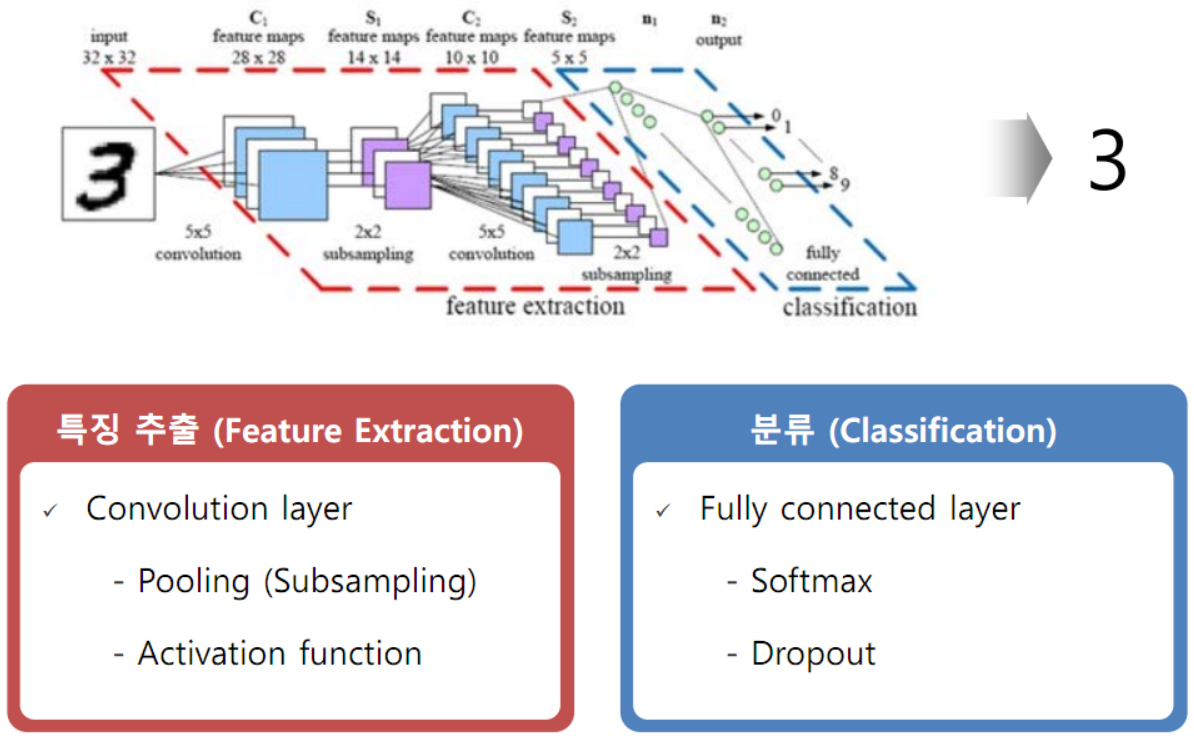 C₁ S₁ C₂ S₂ n₁ n₂
input feature maps feature maps feature maps feature maps output
32 x 32 28 x 28 14 x 14 10 x 10 5 x 5
0
1
8
9
3
3
5x5 2x2 5x5 2x2 fully
convolution subsampling convolution subsampling connected
feature extraction classification
특징 추출 (Feature Extraction)
✓ Convolution layer
- Pooling (Subsampling)
- Activation function
분류 (Classification)
✓ Fully connected layer
- Softmax
- Dropout